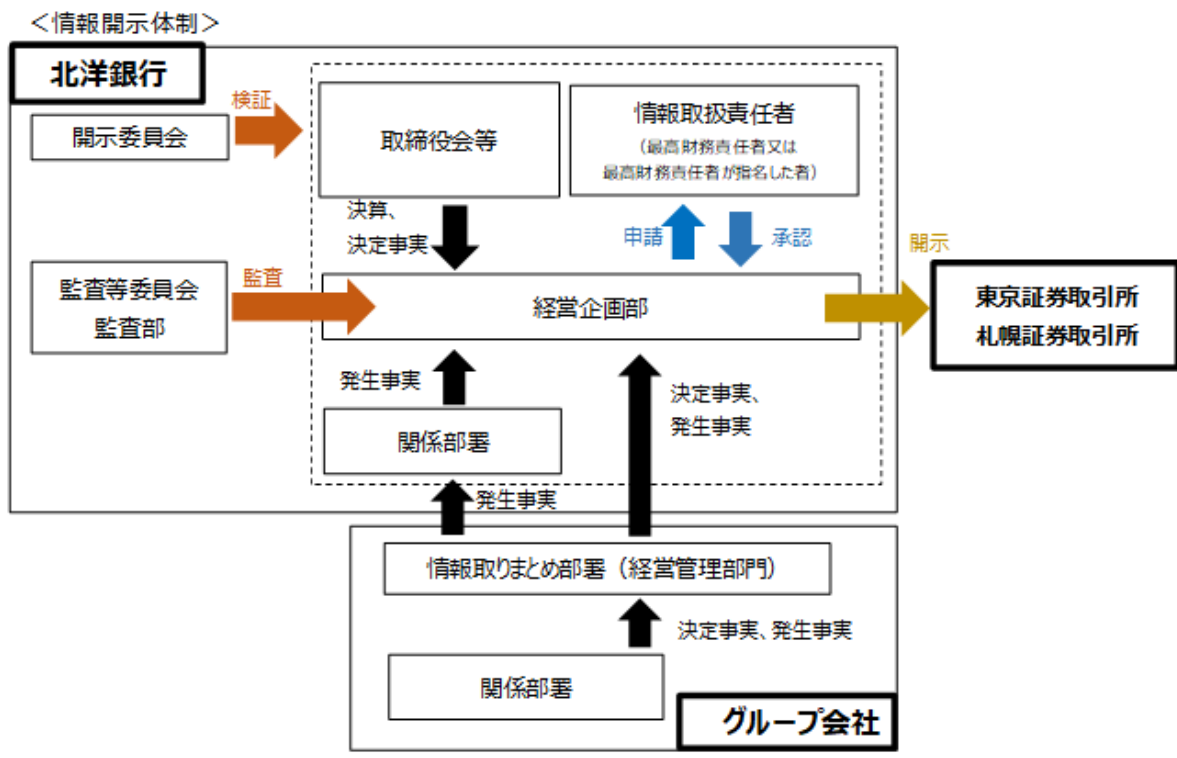 ＜情報開示体制＞
北洋銀行
検証
開示委員会
取締役会等
情報取扱責任者
（最高財務責任者又は
最高財務責任者が指名した者）
決算、
決定事実
申請
承認
開示
監査等委員会
監査部
監査
経営企画部
東京証券取引所
札幌証券取引所
発生事実
決定事実、
発生事実
関係部署
発生事実
情報取りまとめ部署（経営管理部門）
決定事実、発生事実
関係部署
グループ会社